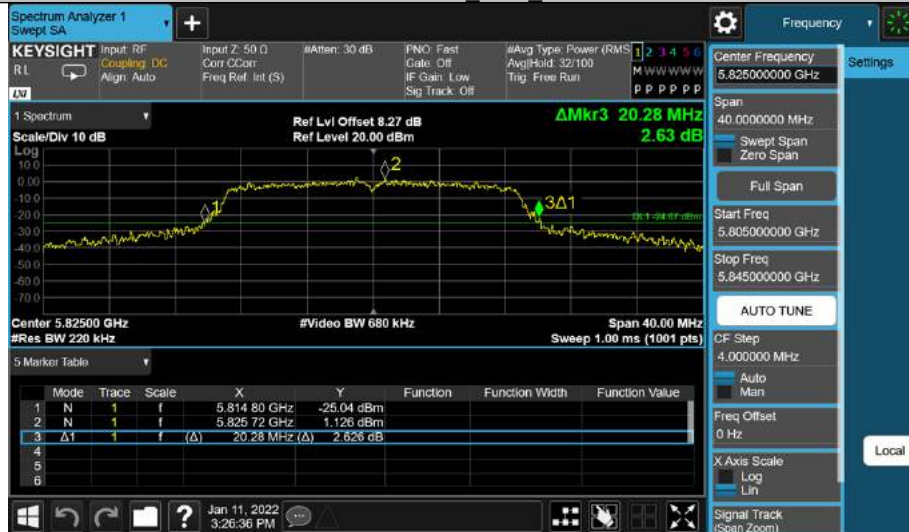 Spectrum Analyzer 1
Swept SA
Frequency
KEYSIGHT
RL
LXI
Input: RF
Coupling: DC
Align: Auto
Input Z: 50 Ω
Corr CCorr
Freq Ref: Int (S)
#Atten: 30 dB
PNO: Fast
Gate: Off
IF Gain: Low
Sig Track: Off
#Avg Type: Power (RMS
Avg|Hold: 32/100
Trig: Free Run
1 2 3 4 5 6
M W W W W W
P P P P P P
Center Frequency
5.825000000 GHz
Settings
1 Spectrum
Scale/Div 10 dB
Ref Lvl Offset 8.27 dB
Ref Level 20.00 dBm
ΔMkr3 20.28 MHz
2.63 dB
Log
10.0
0.00
-10.0
-20.0
-30.0
-40.0
-50.0
-60.0
-70.0
1
2
3Δ1
DL1 -24.87 dBm
Center 5.82500 GHz
#Res BW 220 kHz
#Video BW 680 kHz
Span 40.00 MHz
Sweep 1.00 ms (1001 pts)
Span
40.0000000 MHz
Swept Span
Zero Span
Full Span
Start Freq
5.805000000 GHz
Stop Freq
5.845000000 GHz
AUTO TUNE
CF Step
4.000000 MHz
Auto
Man
Freq Offset
0 Hz
X Axis Scale
Log
Lin
Signal Track
(Span Zoom)
Local
5 Marker Table
Mode Trace Scale X Y Function Function Width Function Value
1 N 1 f 5.814 80 GHz -25.04 dBm
2 N 1 f 5.825 72 GHz 1.126 dBm
3 Δ1 1 f (Δ) 20.28 MHz (Δ) 2.626 dB
4
5
6
?
Jan 11, 2022
3:26:36 PM